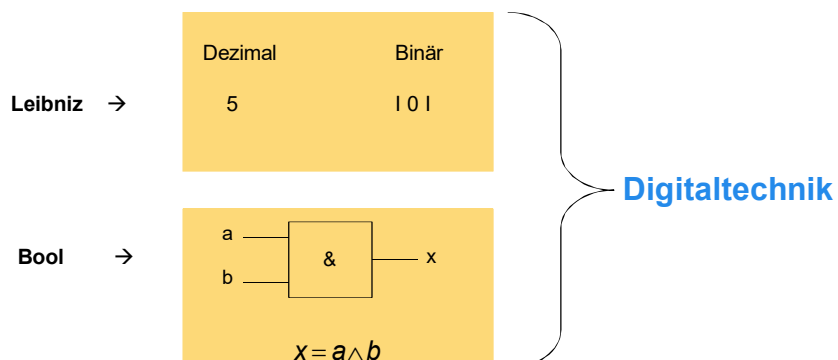 Dezimal Binär
Leibniz → 5 I 0 I
Digitaltechnik
a
Bool → & x
b
x = a ∧ b